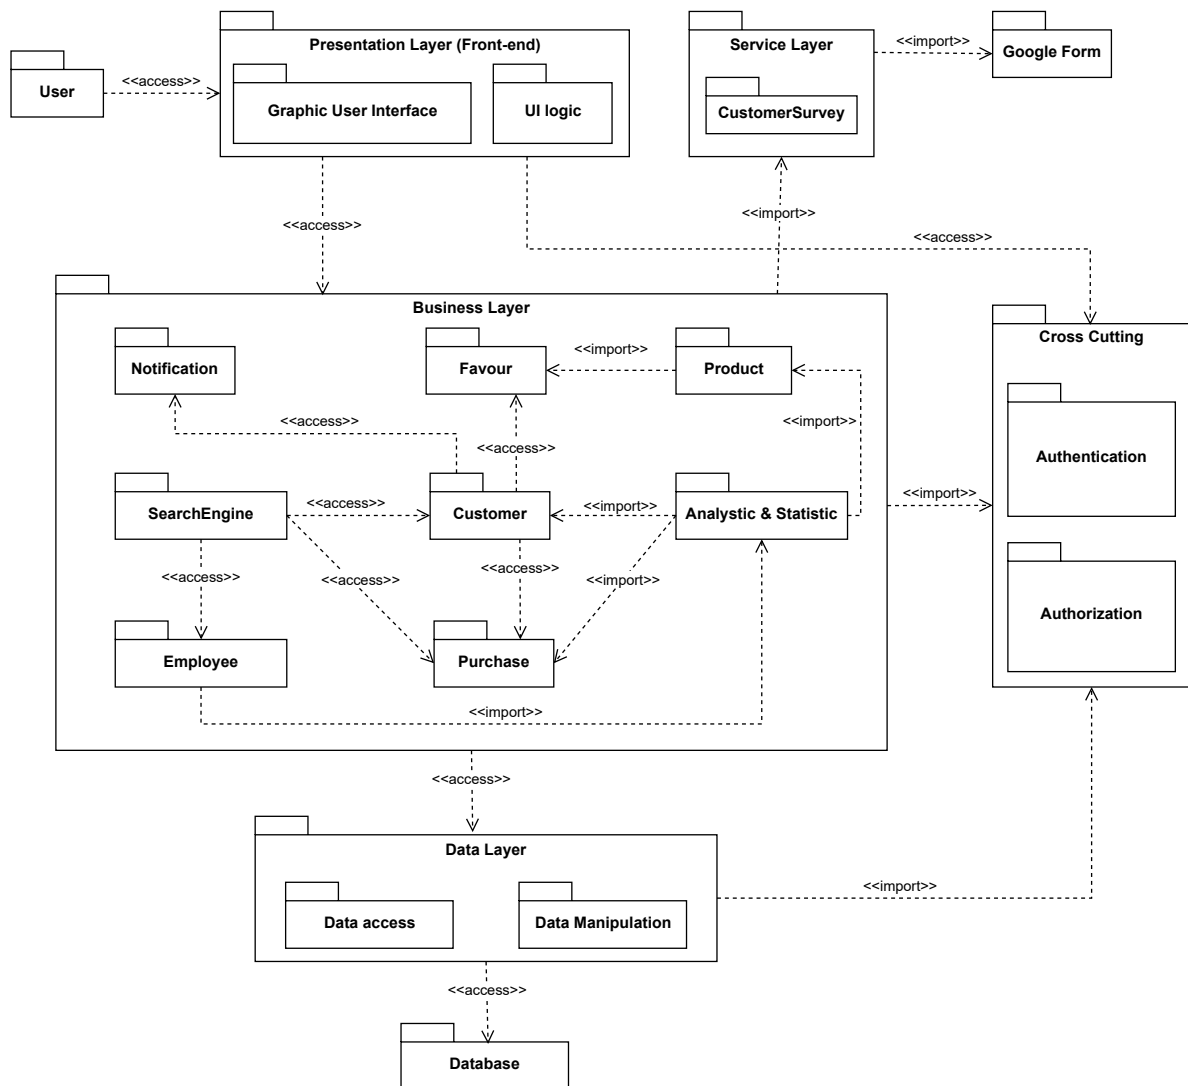 Presentation Layer (Front-end)
Service Layer
<<import>>
Google Form
User
<<access>>
Graphic User Interface
UI logic
CustomerSurvey
<<access>>
<<import>>
<<access>>
Business Layer
Cross Cutting
Notification
Favour
<<import>>
Product
<<access>>
<<access>>
<<import>>
Authentication
SearchEngine
<<access>>
Customer
<<import>>
Analystic & Statistic
<<import>>
<<access>>
<<access>>
<<access>>
<<import>>
Authorization
Employee
Purchase
<<import>>
<<access>>
Data Layer
<<import>>
Data access
Data Manipulation
<<access>>
Database